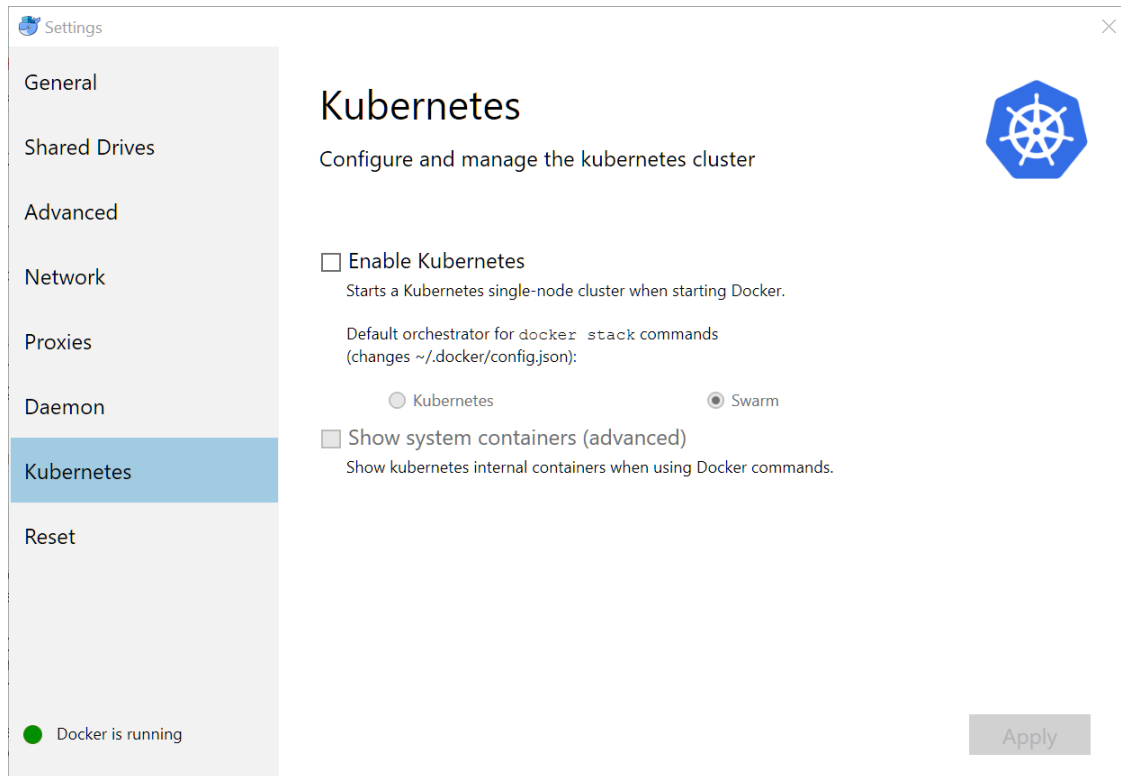 Settings
General
Shared Drives
Advanced
Network
Proxies
Daemon
Kubernetes
Reset
Docker is running
Kubernetes
Configure and manage the kubernetes cluster
Enable Kubernetes
Starts a Kubernetes single-node cluster when starting Docker.
Default orchestrator for docker stack commands
(changes ~/.docker/config.json):
Kubernetes Swarm
Show system containers (advanced)
Show kubernetes internal containers when using Docker commands.
Apply